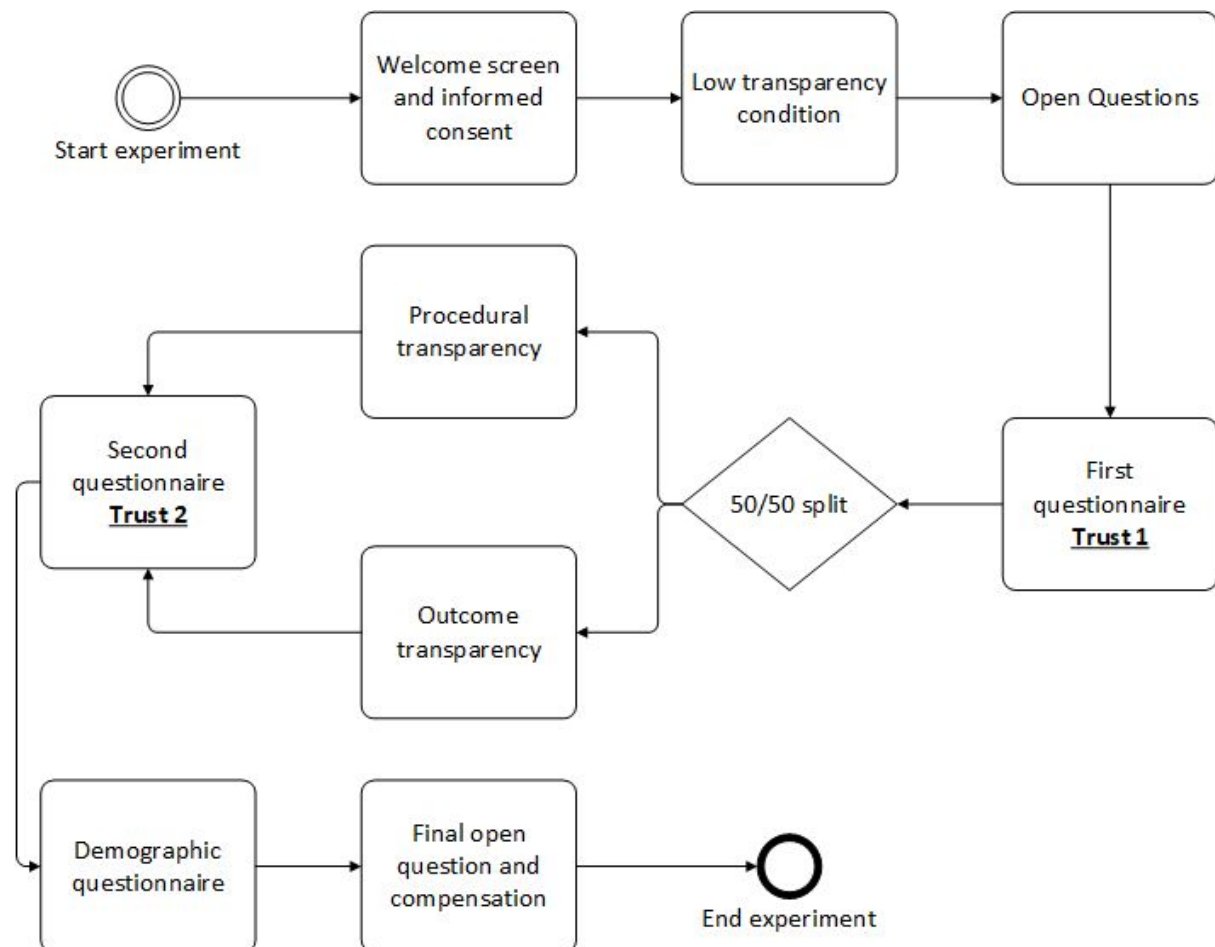 Start experiment
Welcome screen
and informed
consent
Low transparency
condition
Open Questions
First
questionnaire
Trust 1
50/50 split
Procedural
transparency
Outcome
transparency
Second
questionnaire
Trust 2
Demographic
questionnaire
Final open
question and
compensation
End experiment